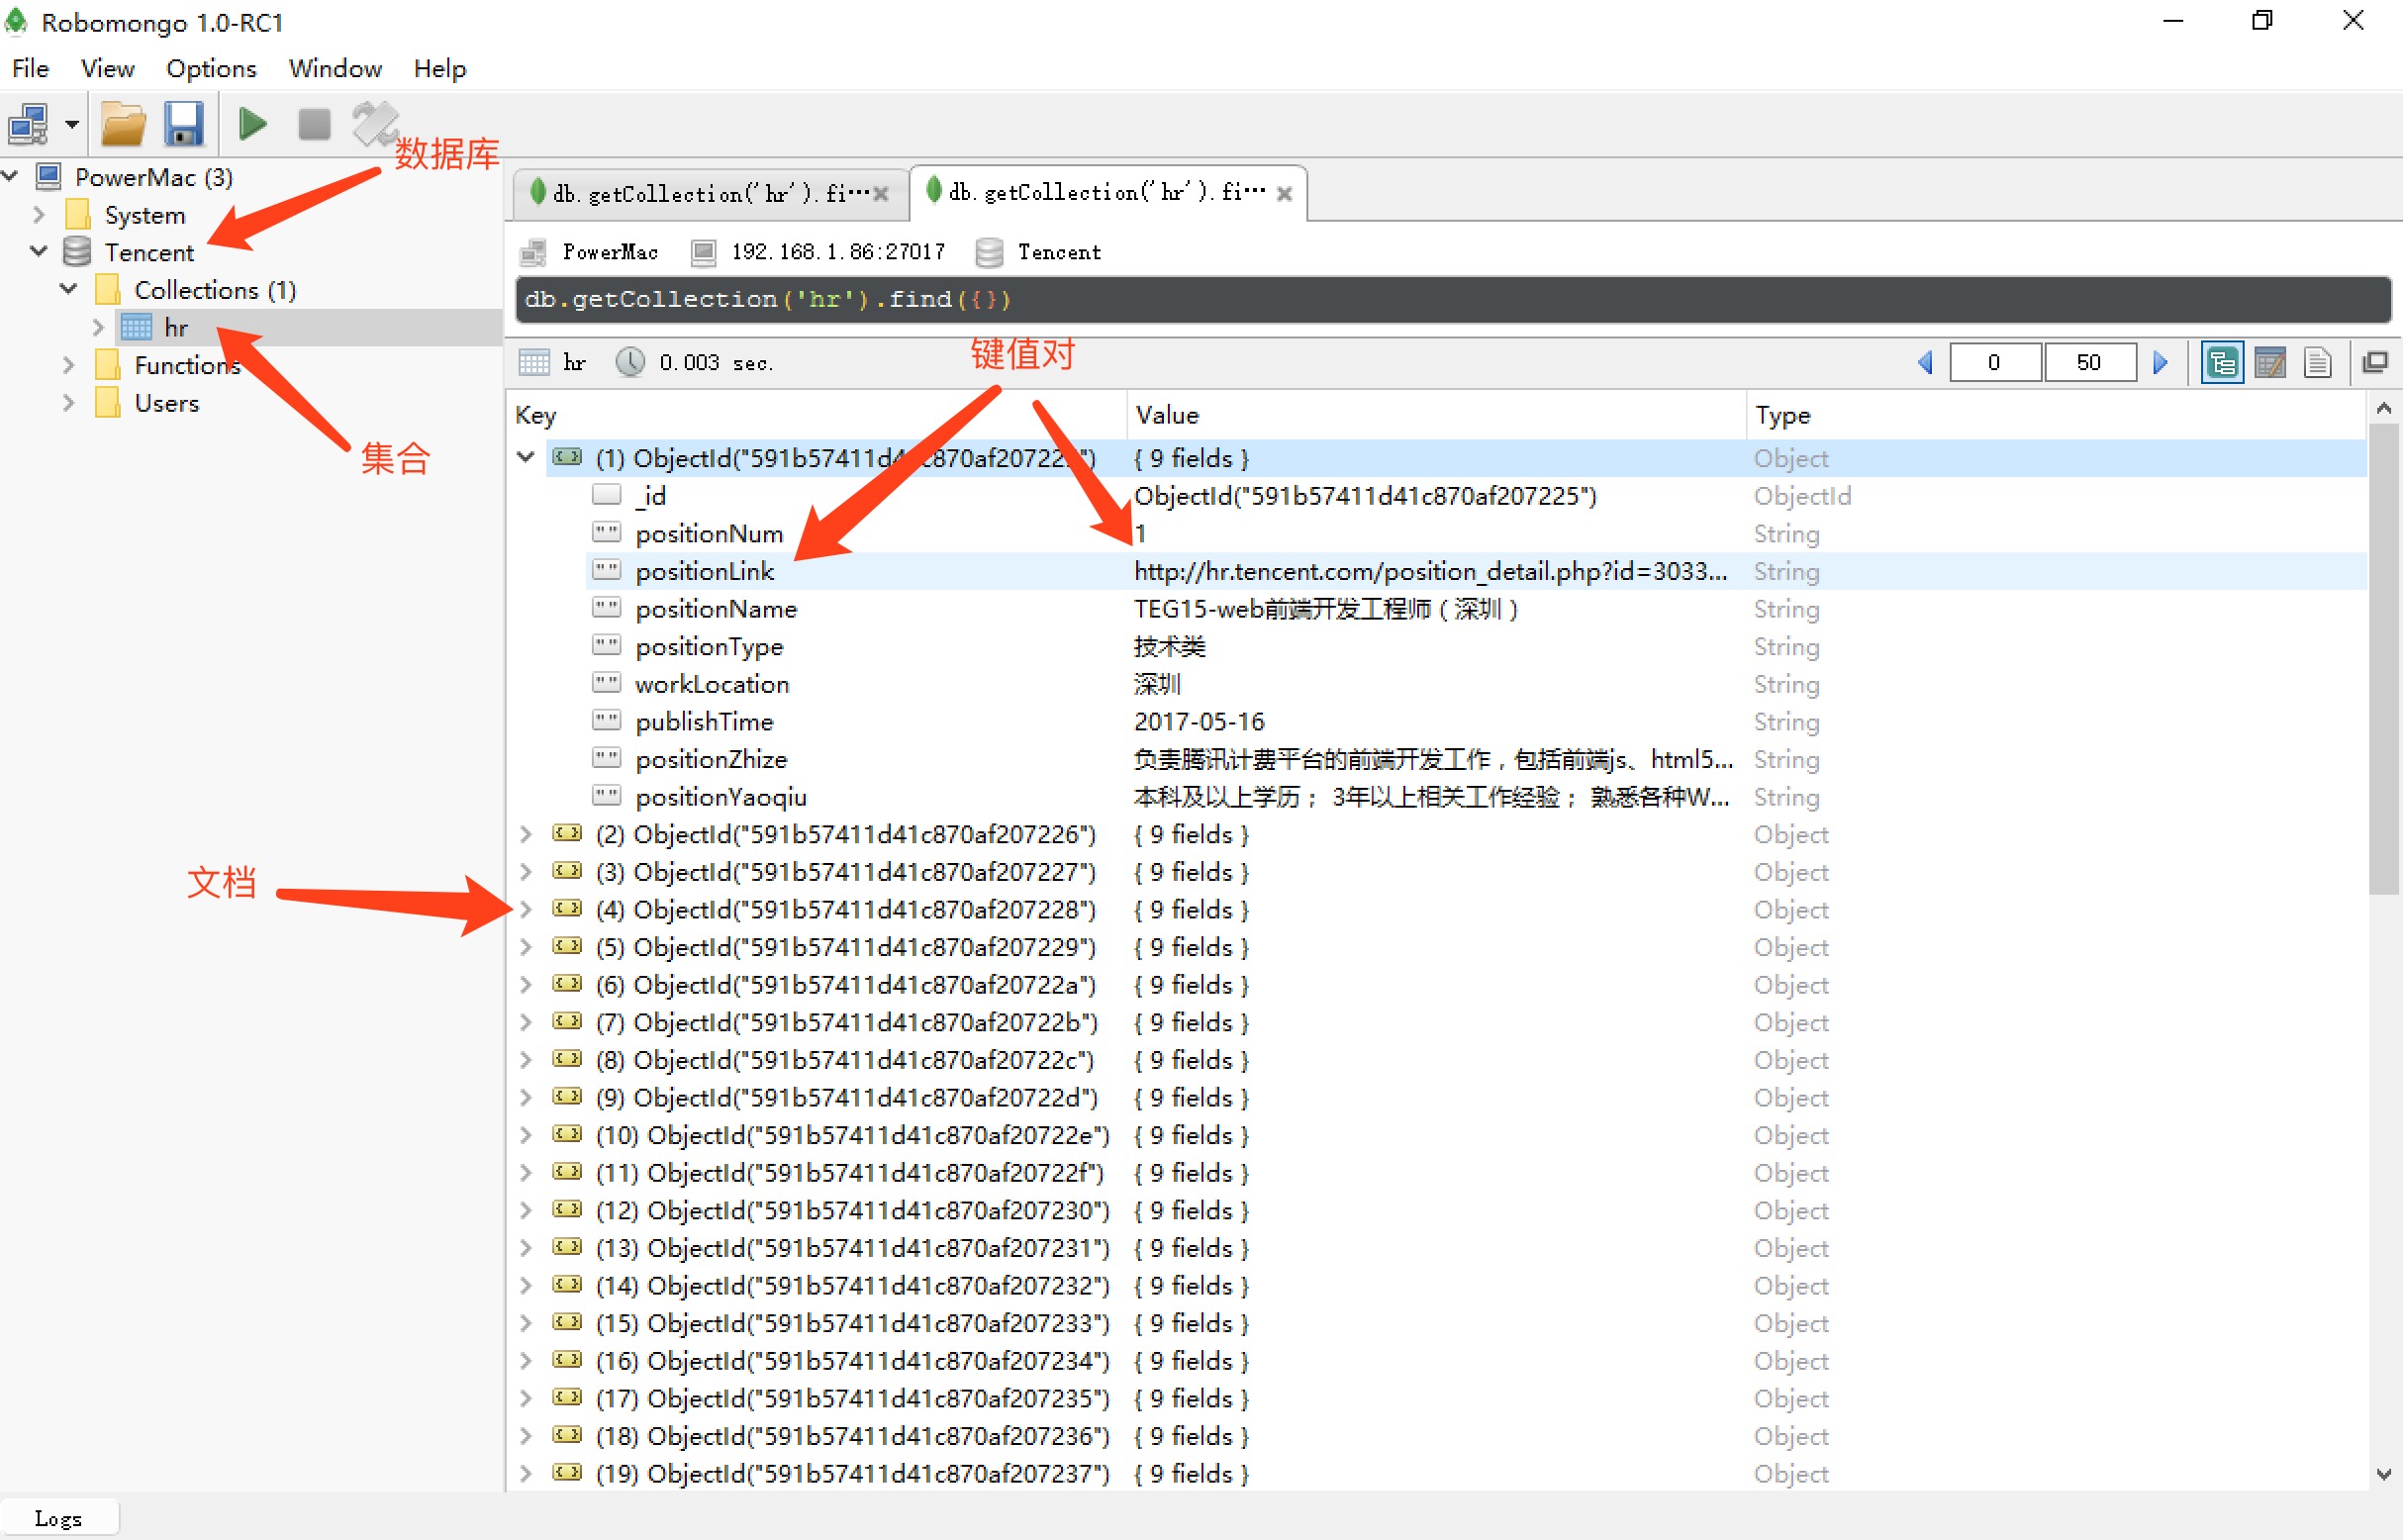 Robomongo 1.0-RC1
File View Options Window Help
数据库
PowerMac (3)
System
Tencent
Collections (1)
hr
Functions
Users
集合
文档
db.getCollection('hr').fi···
db.getCollection('hr').fi···
PowerMac 192.168.1.86:27017 Tencent
db.getCollection('hr').find({})
hr 0.003 sec. 0 50
键值对
Key Value Type
(1) ObjectId("591b57411d41c870af20722 ") { 9 fields } Object
_id ObjectId("591b57411d41c870af207225") ObjectId
positionNum 1 String
positionLink http://hr.tencent.com/position_detail.php?id=3033... String
positionName TEG15-web前端开发工程师（深圳） String
positionType 技术类 String
workLocation 深圳 String
publishTime 2017-05-16 String
positionZhize 负责腾讯计费平台的前端开发工作，包括前端js、html5... String
positionYaoqiu 本科及以上学历； 3年以上相关工作经验； 熟悉各种W... String
(2) ObjectId("591b57411d41c870af207226") { 9 fields } Object
(3) ObjectId("591b57411d41c870af207227") { 9 fields } Object
(4) ObjectId("591b57411d41c870af207228") { 9 fields } Object
(5) ObjectId("591b57411d41c870af207229") { 9 fields } Object
(6) ObjectId("591b57411d41c870af20722a") { 9 fields } Object
(7) ObjectId("591b57411d41c870af20722b") { 9 fields } Object
(8) ObjectId("591b57411d41c870af20722c") { 9 fields } Object
(9) ObjectId("591b57411d41c870af20722d") { 9 fields } Object
(10) ObjectId("591b57411d41c870af20722e") { 9 fields } Object
(11) ObjectId("591b57411d41c870af20722f") { 9 fields } Object
(12) ObjectId("591b57411d41c870af207230") { 9 fields } Object
(13) ObjectId("591b57411d41c870af207231") { 9 fields } Object
(14) ObjectId("591b57411d41c870af207232") { 9 fields } Object
(15) ObjectId("591b57411d41c870af207233") { 9 fields } Object
(16) ObjectId("591b57411d41c870af207234") { 9 fields } Object
(17) ObjectId("591b57411d41c870af207235") { 9 fields } Object
(18) ObjectId("591b57411d41c870af207236") { 9 fields } Object
(19) ObjectId("591b57411d41c870af207237") { 9 fields } Object
Logs